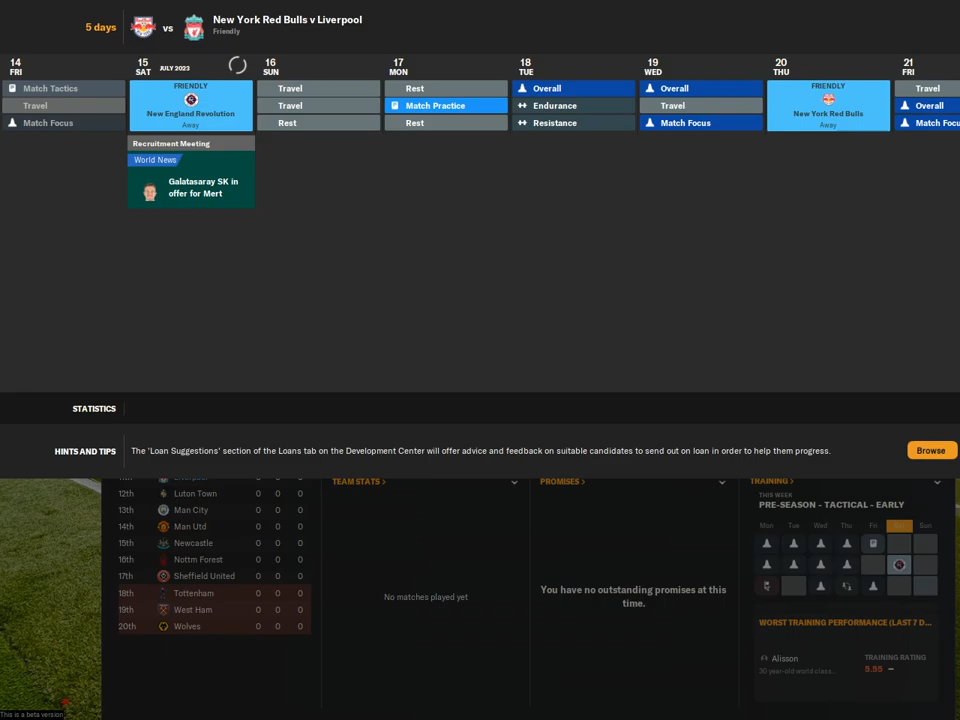 5 days
vs
New York Red Bulls v Liverpool
Friendly
14
FRI
15
SAT
JULY 2023
16
SUN
17
MON
18
TUE
19
WED
20
THU
21
FRI
Match Tactics
Travel
Match Focus
FRIENDLY
New England Revolution
Away
Travel
Travel
Rest
Rest
Match Practice
Rest
Overall
Endurance
Resistance
Overall
Travel
Match Focus
FRIENDLY
New York Red Bulls
Away
Travel
Overall
Match Focu
Recruitment Meeting
World News
Galatasaray SK in
offer for Mert
STATISTICS
HINTS AND TIPS
The 'Loan Suggestions' section of the Loans tab on the Development Center will offer advice and feedback on suitable candidates to send out on loan in order to help them progress.
Browse
12th Luton Town 0 0 0
13th Man City 0 0 0
14th Man Utd 0 0 0
15th Newcastle 0 0 0
16th Nottm Forest 0 0 0
17th Sheffield United 0 0 0
18th Tottenham 0 0 0
19th West Ham 0 0 0
20th Wolves 0 0 0
TEAM STATS >
No matches played yet
PROMISES >
You have no outstanding promises at this
time.
TRAINING >
THIS WEEK
PRE-SEASON - TACTICAL - EARLY
Mon Tue Wed Thu Fri Sun
WORST TRAINING PERFORMANCE (LAST 7 D...
Alisson
30-year-old world class...
TRAINING RATING
5.55 –
This is a beta version